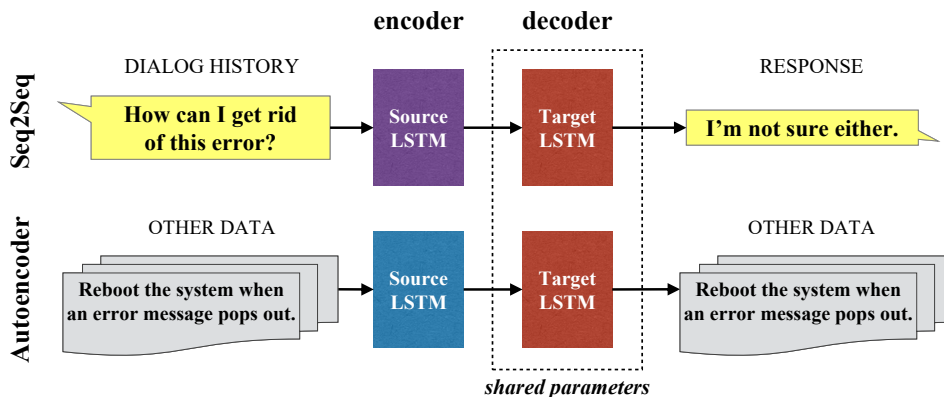 encoder
decoder
Seq2Seq
DIALOG HISTORY
RESPONSE
How can I get rid
of this error?
Source
LSTM
Target
LSTM
I'm not sure either.
Autoencoder
OTHER DATA
OTHER DATA
Reboot the system when
an error message pops out.
Source
LSTM
Target
LSTM
Reboot the system when
an error message pops out.
shared parameters